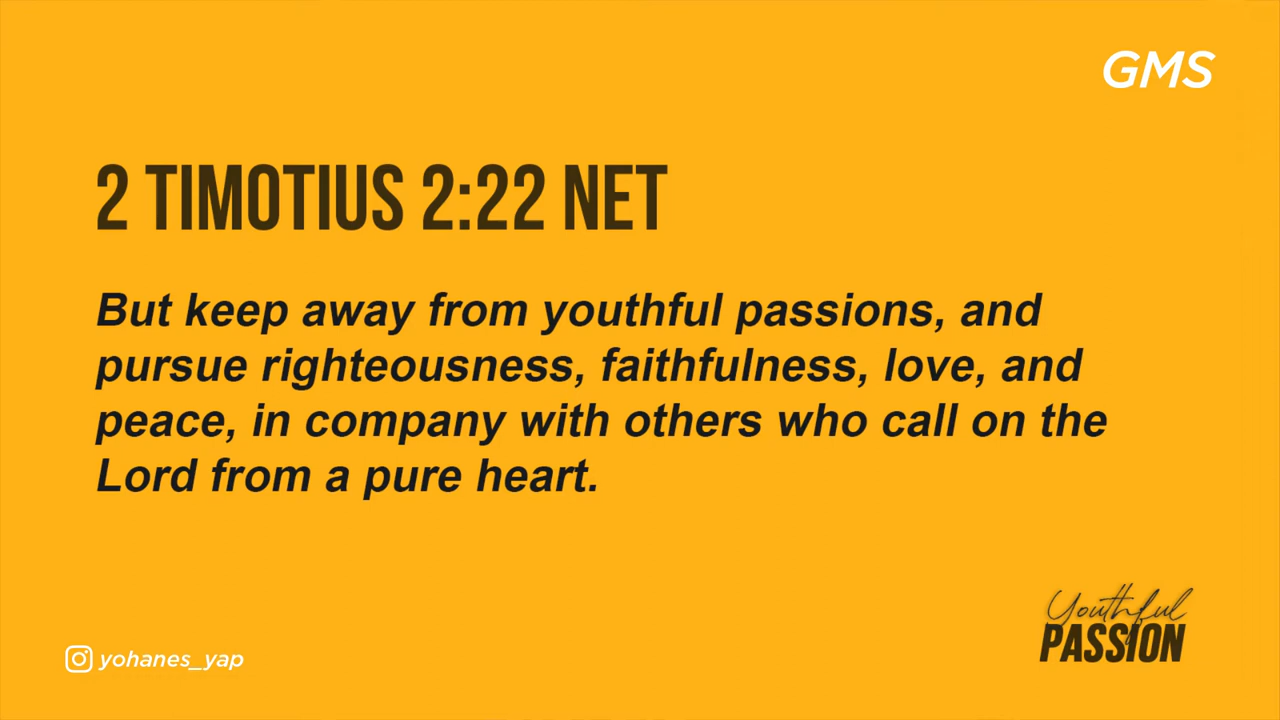 GMS
2 TIMOTIUS 2:22 NET
But keep away from youthful passions, and
pursue righteousness, faithfulness, love, and
peace, in company with others who call on the
Lord from a pure heart.
Youthful
PASSION
yohanes_yap